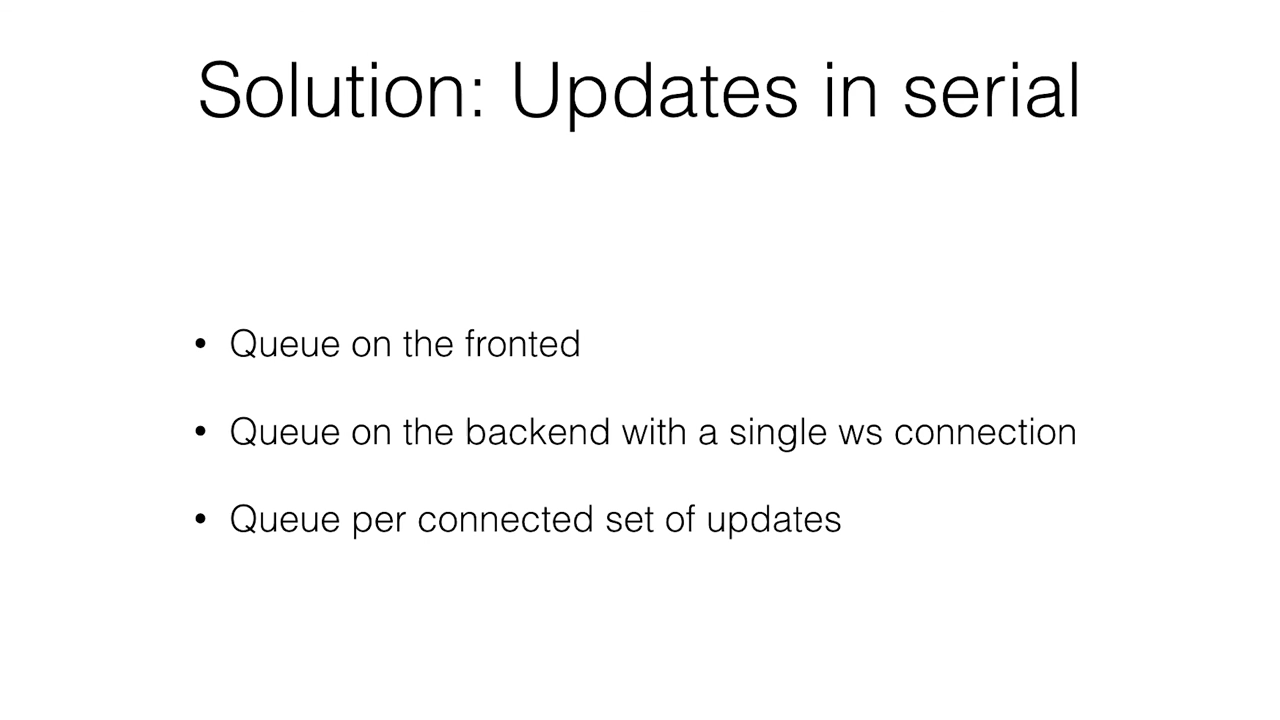 Solution: Updates in serial
• Queue on the fronted
• Queue on the backend with a single ws connection
• Queue per connected set of updates